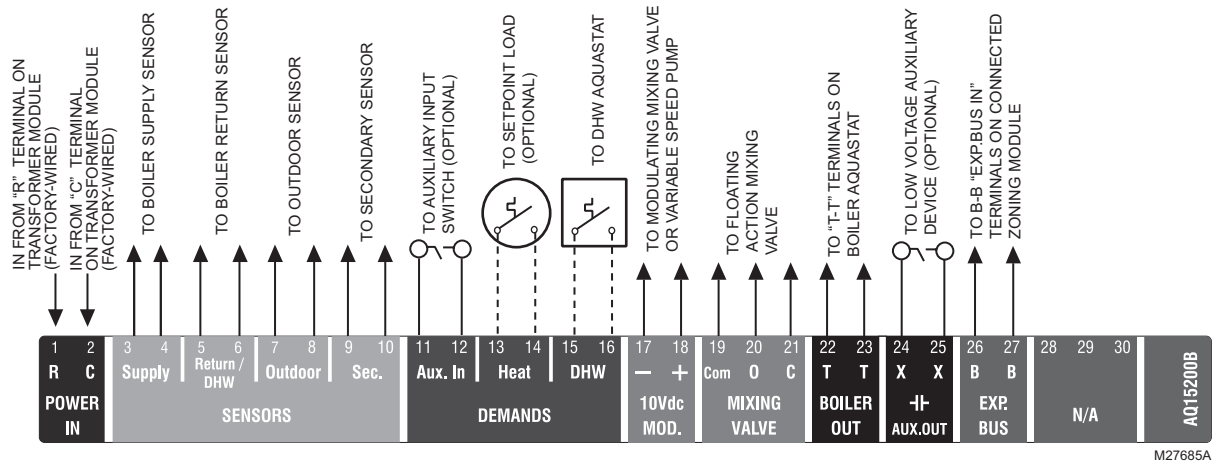 IN FROM “R” TERMINAL ON
TRANSFORMER MODULE
(FACTORY-WIRED)
IN FROM “C” TERMINAL
ON TRANSFORMER MODULE
(FACTORY-WIRED)
TO BOILER SUPPLY SENSOR
TO BOILER RETURN SENSOR
TO OUTDOOR SENSOR
TO SECONDARY SENSOR
TO AUXILIARY INPUT
SWITCH (OPTIONAL)
TO SETPOINT LOAD
(OPTIONAL)
TO DHW AQUASTAT
TO MODULATING MIXING VALVE
OR VARIABLE SPEED PUMP
TO FLOATING
ACTION MIXING
VALVE
TO “T-T” TERMINALS ON
BOILER AQUASTAT
TO LOW VOLTAGE AUXILIARY
DEVICE (OPTIONAL)
TO B-B “EXP.BUS IN”
TERMINALS ON CONNECTED
ZONING MODULE
1 2 3 4 5 6 7 8 9 10 11 12 13 14 15 16 17 18 19 20 21 22 23 24 25 26 27 28 29 30
R C Supply Return / Outdoor Sec. Aux. In Heat DHW − + Com O C T T X X B B
DHW
POWER
IN
SENSORS
DEMANDS
10Vdc
MOD.
MIXING
VALVE
BOILER
OUT
AUX.OUT
EXP.
BUS
N/A
AQ15200B
M27685A